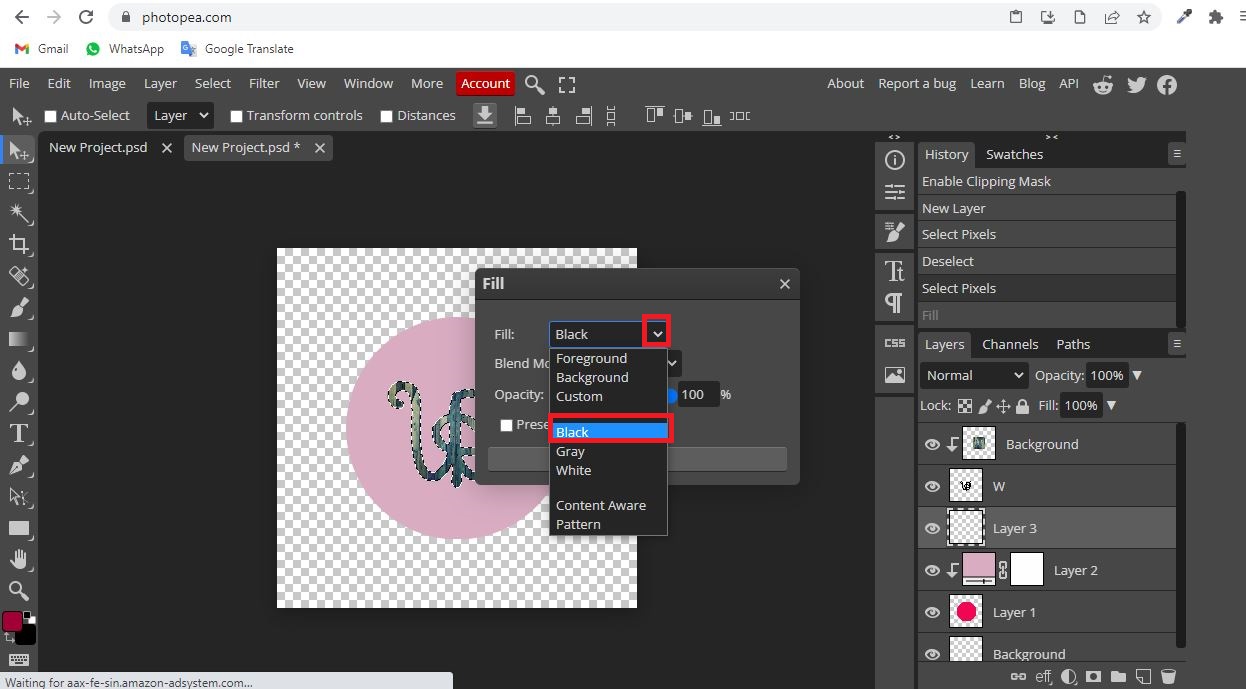 photopea.com
Gmail WhatsApp Google Translate
File Edit Image Layer Select Filter View Window More Account About Report a bug Learn Blog API
Auto-Select Layer Transform controls Distances
New Project.psd New Project.psd *
History Swatches
Enable Clipping Mask
New Layer
Select Pixels
Deselect
Select Pixels
Fill
Fill
Fill: Black
Foreground
Blend Mo
Background
Opacity: 100 %
Custom
Prese
Black
Gray
White
Content Aware
Pattern
CSS
Layers Channels Paths
Normal Opacity: 100%
Lock: Fill: 100%
Background
W
Layer 3
Layer 2
Layer 1
Background
eff
Waiting for aax-fe-sin.amazon-adsystem.com...